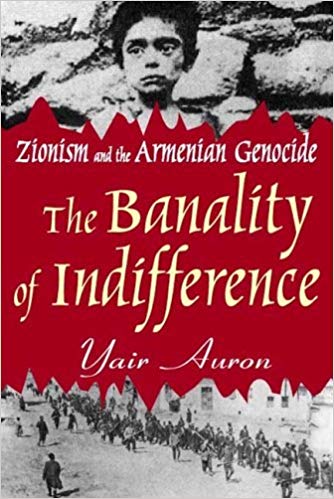 Zionism and the Armenian Genocide
The Banality
of Indifference
Yair Auron